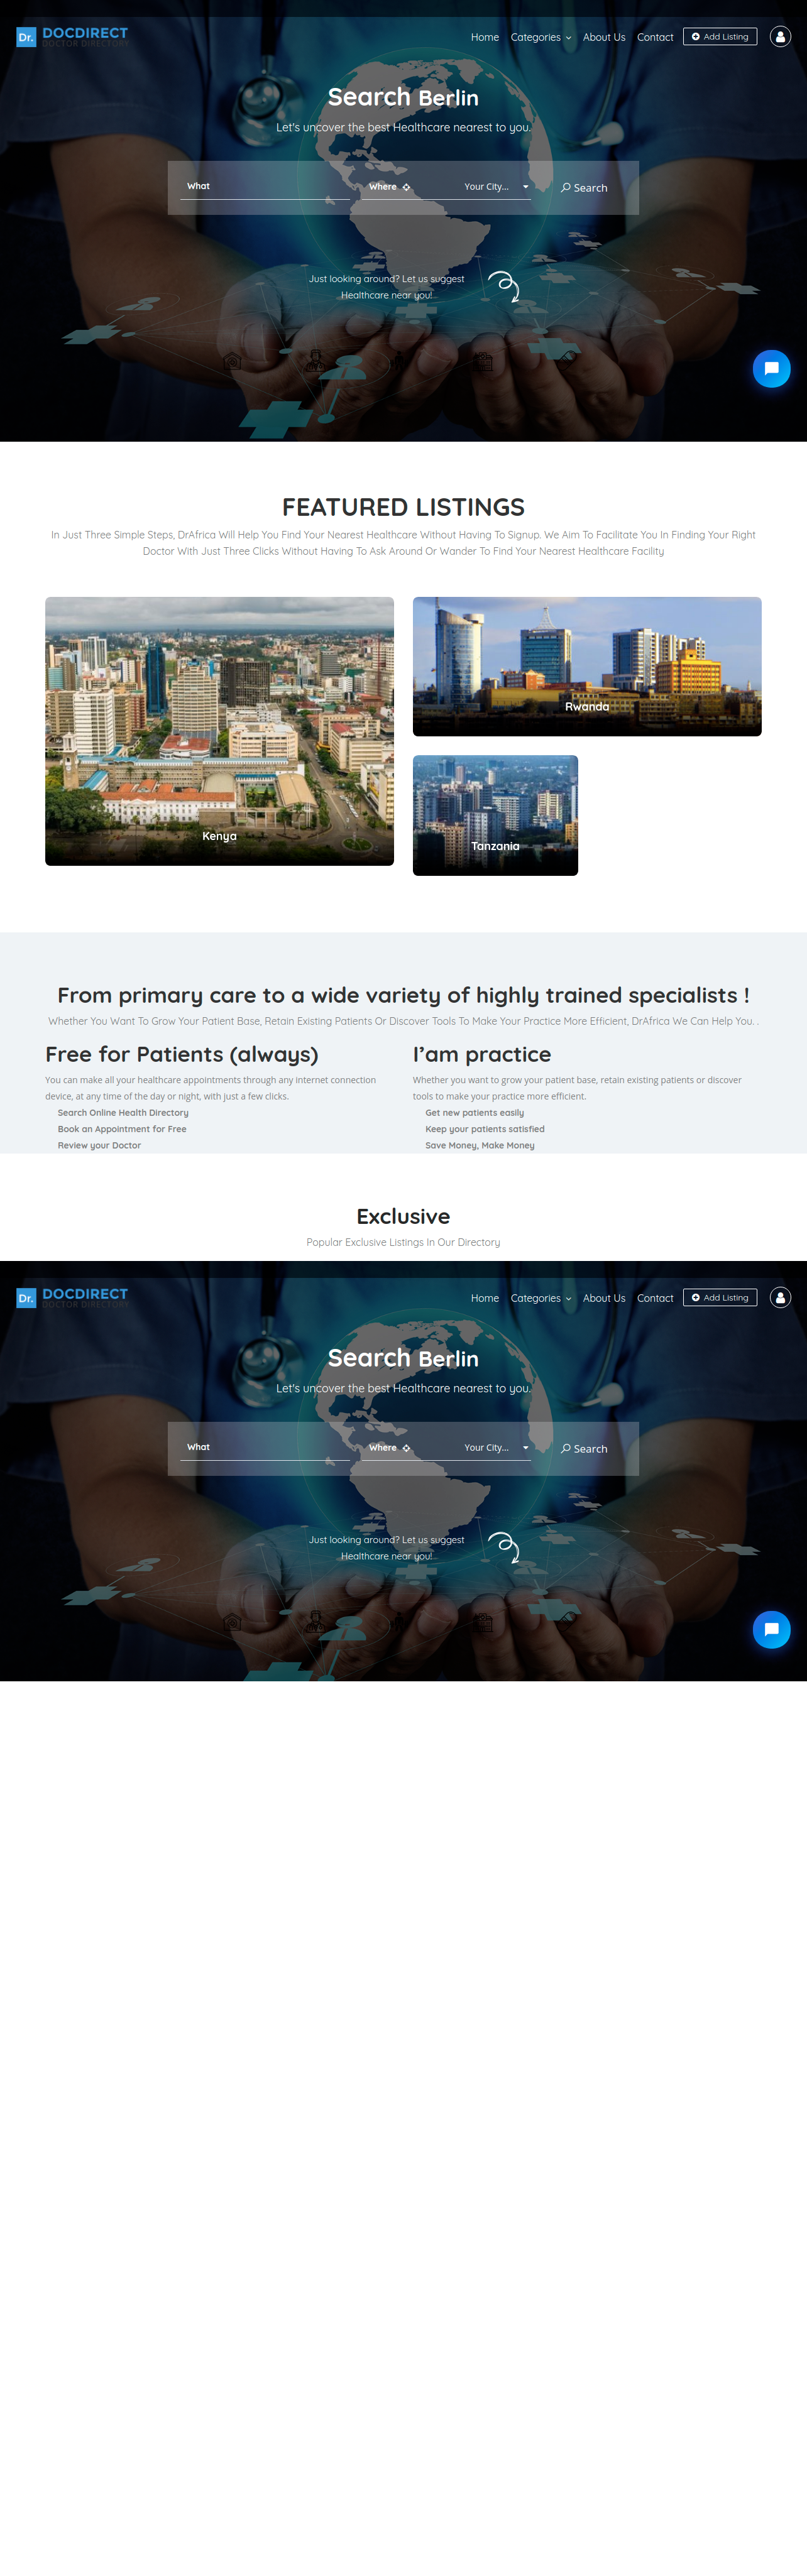 Dr. DOCDIRECT
DOCTOR DIRECTORY
Home Categories About Us Contact Add Listing
Search Berlin
Let's uncover the best Healthcare nearest to you.
What Where Your City... Search
Just looking around? Let us suggest
Healthcare near you!
FEATURED LISTINGS
In Just Three Simple Steps, DrAfrica Will Help You Find Your Nearest Healthcare Without Having To Signup. We Aim To Facilitate You In Finding Your Right
Doctor With Just Three Clicks Without Having To Ask Around Or Wander To Find Your Nearest Healthcare Facility
Rwanda
Kenya
Tanzania
From primary care to a wide variety of highly trained specialists !
Whether You Want To Grow Your Patient Base, Retain Existing Patients Or Discover Tools To Make Your Practice More Efficient, DrAfrica We Can Help You. .
Free for Patients (always)
You can make all your healthcare appointments through any internet connection
device, at any time of the day or night, with just a few clicks.
Search Online Health Directory
Book an Appointment for Free
Review your Doctor
I'am practice
Whether you want to grow your patient base, retain existing patients or discover
tools to make your practice more efficient.
Get new patients easily
Keep your patients satisfied
Save Money, Make Money
Exclusive
Popular Exclusive Listings In Our Directory
Dr. DOCDIRECT
DOCTOR DIRECTORY
Home Categories About Us Contact Add Listing
Search Berlin
Let's uncover the best Healthcare nearest to you.
What Where Your City... Search
Just looking around? Let us suggest
Healthcare near you!